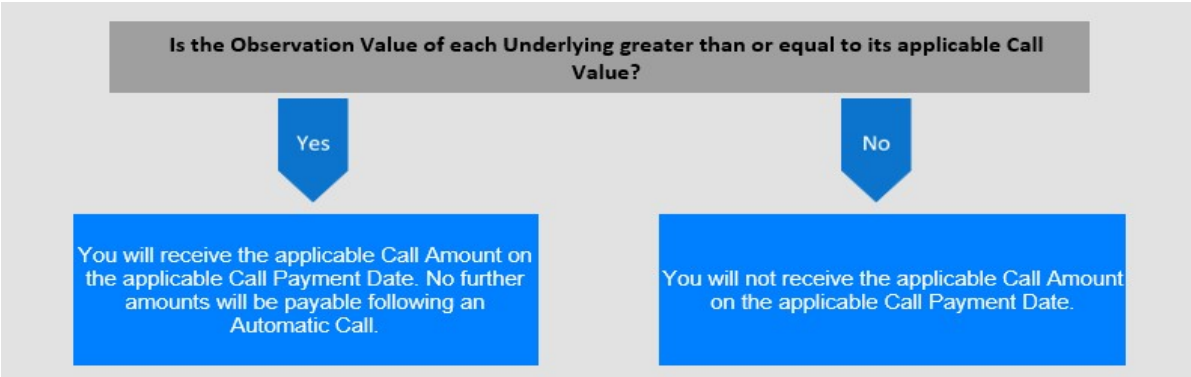 Is the Observation Value of each Underlying greater than or equal to its applicable Call
Value?
Yes
No
You will receive the applicable Call Amount on
the applicable Call Payment Date. No further
amounts will be payable following an
Automatic Call.
You will not receive the applicable Call Amount
on the applicable Call Payment Date.